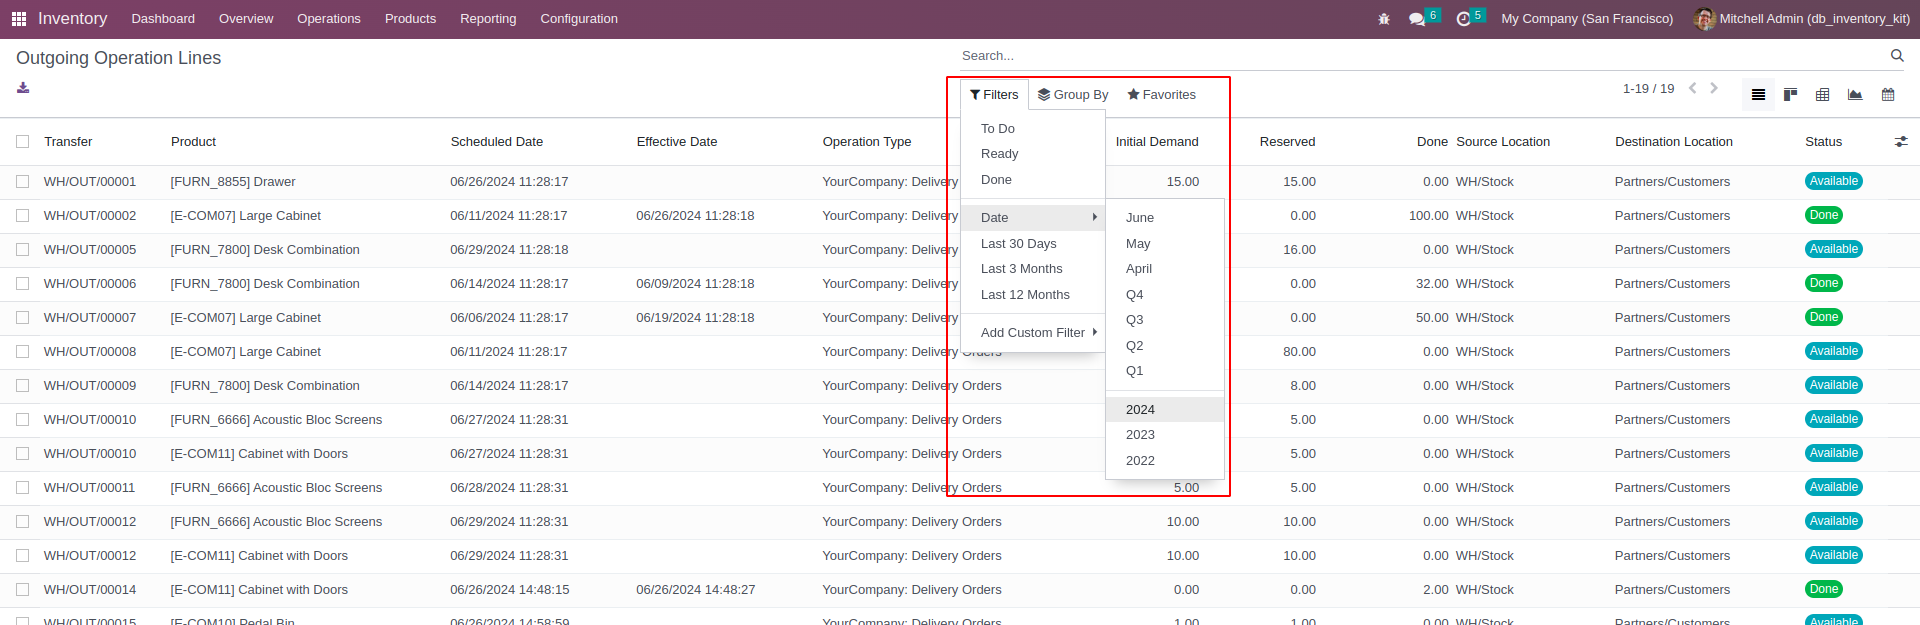 Inventory Dashboard Overview Operations Products Reporting Configuration 6 5 My Company (San Francisco) Mitchell Admin (db_inventory_kit)
Outgoing Operation Lines Search...
Filters Group By Favorites 1-19 / 19
To Do
Ready
Done
Date
Last 30 Days
Last 3 Months
Last 12 Months
Add Custom Filter
June
May
April
Q4
Q3
Q2
Q1
2024
2023
2022
Transfer Product Scheduled Date Effective Date Operation Type Initial Demand Reserved Done Source Location Destination Location Status
WH/OUT/00001 [FURN_8855] Drawer 06/26/2024 11:28:17 YourCompany: Delivery 15.00 15.00 0.00 WH/Stock Partners/Customers Available
WH/OUT/00002 [E-COM07] Large Cabinet 06/11/2024 11:28:17 06/26/2024 11:28:18 YourCompany: Delivery 0.00 100.00 WH/Stock Partners/Customers Done
WH/OUT/00005 [FURN_7800] Desk Combination 06/29/2024 11:28:18 YourCompany: Delivery 16.00 0.00 WH/Stock Partners/Customers Available
WH/OUT/00006 [FURN_7800] Desk Combination 06/14/2024 11:28:17 06/09/2024 11:28:18 YourCompany: Delivery 0.00 32.00 WH/Stock Partners/Customers Done
WH/OUT/00007 [E-COM07] Large Cabinet 06/06/2024 11:28:17 06/19/2024 11:28:18 YourCompany: Delivery 0.00 50.00 WH/Stock Partners/Customers Done
WH/OUT/00008 [E-COM07] Large Cabinet 06/11/2024 11:28:17 YourCompany: Delivery Orders 80.00 0.00 WH/Stock Partners/Customers Available
WH/OUT/00009 [FURN_7800] Desk Combination 06/14/2024 11:28:17 YourCompany: Delivery Orders 8.00 0.00 WH/Stock Partners/Customers Available
WH/OUT/00010 [FURN_6666] Acoustic Bloc Screens 06/27/2024 11:28:31 YourCompany: Delivery Orders 5.00 0.00 WH/Stock Partners/Customers Available
WH/OUT/00010 [E-COM11] Cabinet with Doors 06/27/2024 11:28:31 YourCompany: Delivery Orders 5.00 0.00 WH/Stock Partners/Customers Available
WH/OUT/00011 [FURN_6666] Acoustic Bloc Screens 06/28/2024 11:28:31 YourCompany: Delivery Orders 5.00 5.00 0.00 WH/Stock Partners/Customers Available
WH/OUT/00012 [FURN_6666] Acoustic Bloc Screens 06/29/2024 11:28:31 YourCompany: Delivery Orders 10.00 10.00 0.00 WH/Stock Partners/Customers Available
WH/OUT/00012 [E-COM11] Cabinet with Doors 06/29/2024 11:28:31 YourCompany: Delivery Orders 10.00 10.00 0.00 WH/Stock Partners/Customers Available
WH/OUT/00014 [E-COM11] Cabinet with Doors 06/26/2024 14:48:15 06/26/2024 14:48:27 YourCompany: Delivery Orders 0.00 0.00 2.00 WH/Stock Partners/Customers Done
WH/OUT/00015 [E-COM10] Pedal Bin 06/26/2024 14:58:59 YourCompany: Delivery Orders 1.00 1.00 0.00 WH/Stock Partners/Customers Available